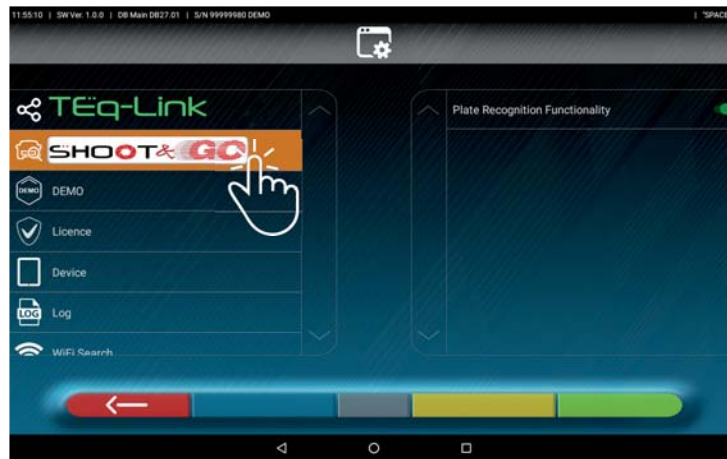 11:55:10 | SW Ver. 1.0.0 | DB Main DB27.01 | S/N 99999980 DEMO | "SPACE
TEq-Link
SHOOT& GO
Plate Recognition Functionality
DEMO
DEMO
Licence
Device
LOG
Log
WiFi Search